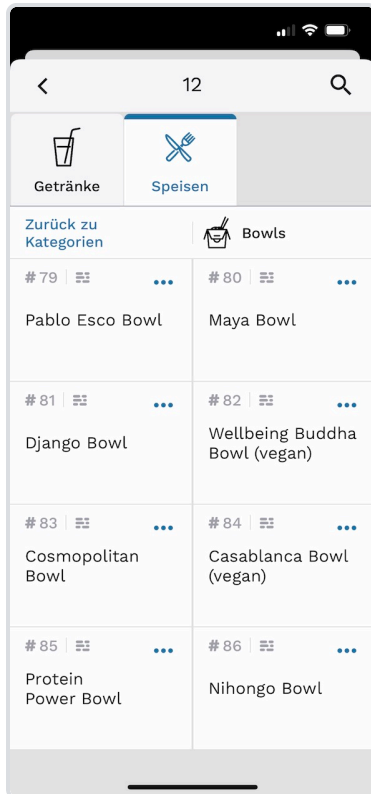 12
Getränke
Speisen
Zurück zu
Kategorien
Bowls
# 79
# 80
Pablo Esco Bowl
Maya Bowl
# 81
# 82
Django Bowl
Wellbeing Buddha
Bowl (vegan)
# 83
# 84
Cosmopolitan
Bowl
Casablanca Bowl
(vegan)
# 85
# 86
Protein
Power Bowl
Nihongo Bowl